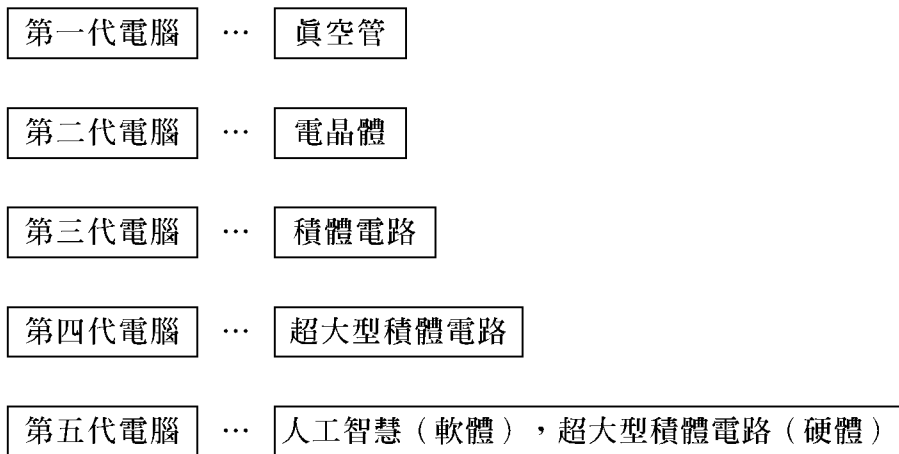 第一代電腦 … 眞空管
第二代電腦 … 電晶體
第三代電腦 … 積體電路
第四代電腦 … 超大型積體電路
第五代電腦 … 人工智慧（軟體），超大型積體電路（硬體）